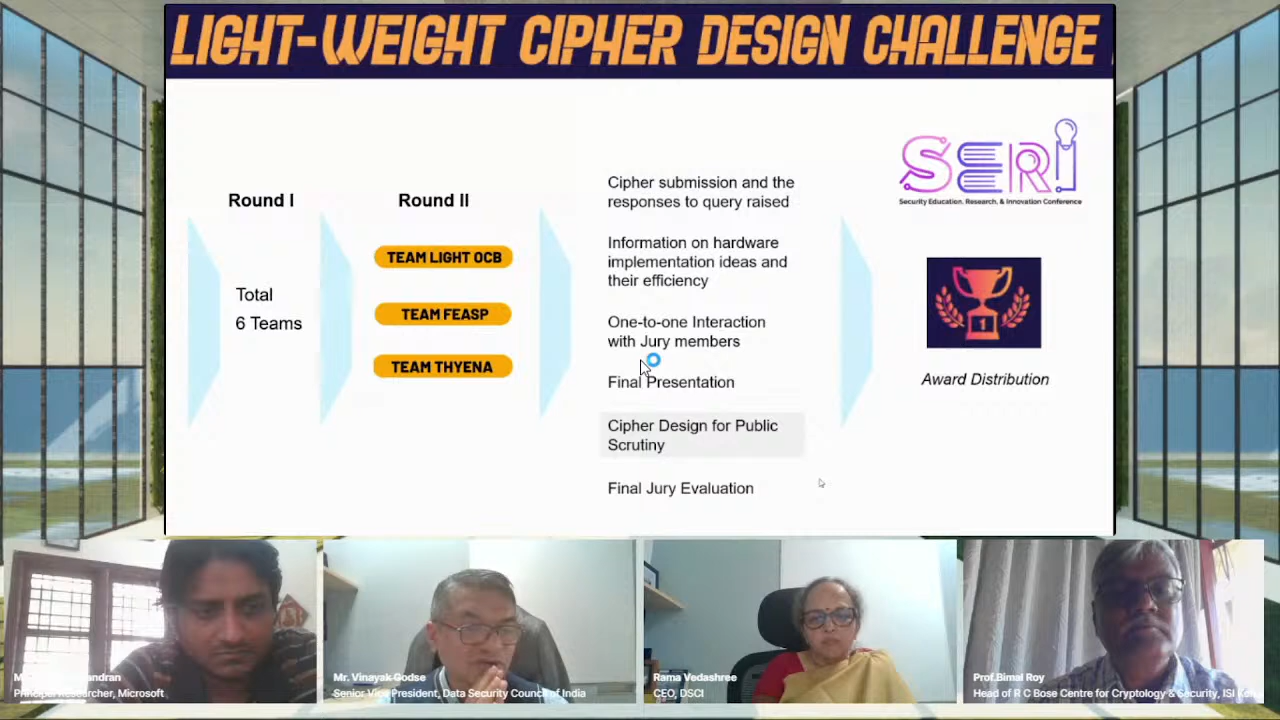 LIGHT-WEIGHT CIPHER DESIGN CHALLENGE
Round I
Total
6 Teams
Round II
TEAM LIGHT OCB
TEAM FEASP
TEAM THYENA
Cipher submission and the
responses to query raised
Information on hardware
implementation ideas and
their efficiency
One-to-one Interaction
with Jury members
Final Presentation
Cipher Design for Public
Scrutiny
Final Jury Evaluation
SERI
Security Education, Research, & Innovation Conference
1
Award Distribution
Principal Researcher, Microsoft
Mr. Vinayak Godse
Senior Vice President, Data Security Council of India
Rama Vedashree
CEO, DSCI
Prof.Bimal Roy
Head of R C Bose Centre for Cryptology & Security, ISI